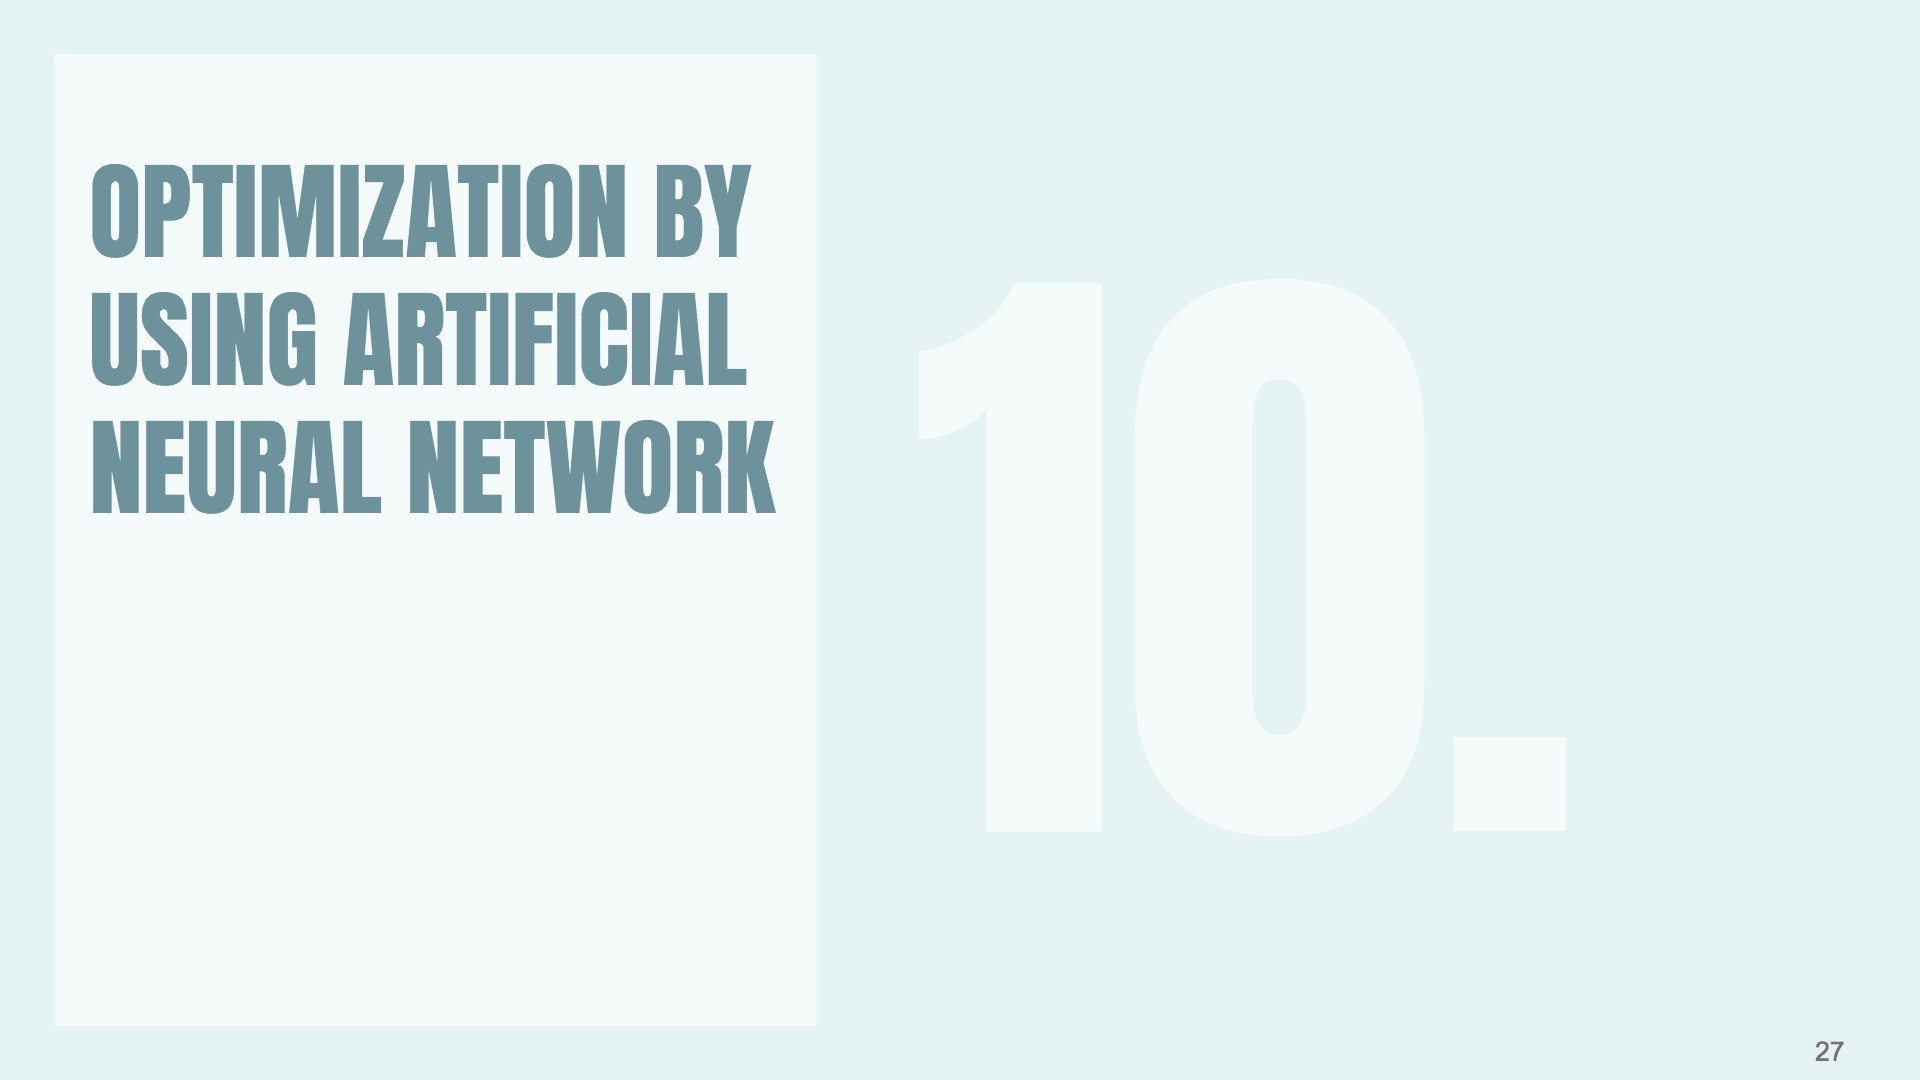 OPTIMIZATION BY
USING ARTIFICIAL
NEURAL NETWORK
10.
27